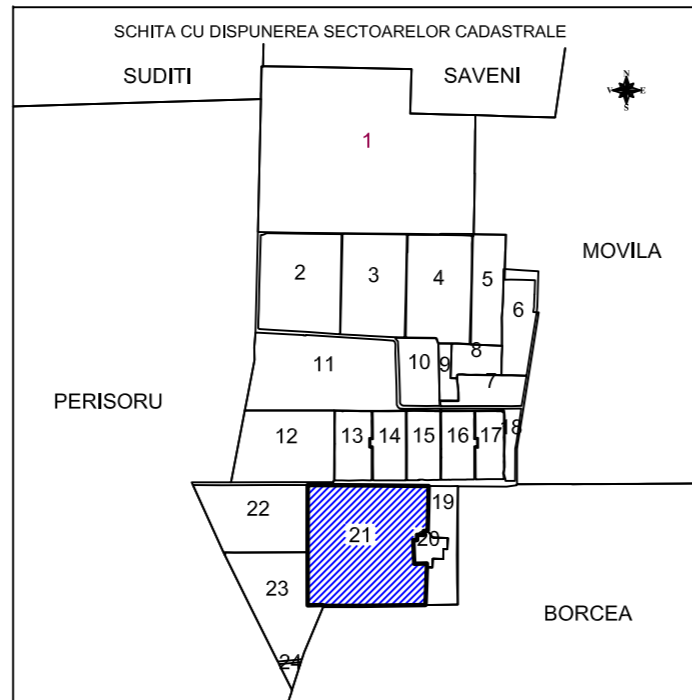 SCHITA CU DISPUNEREA SECTOARELOR CADASTRALE
SUDITI
SAVENI
N
V E
S
1
MOVILA
2
3
4
5
6
8
9
10
11
7
PERISORU
12
13
14
15
16
17
18
19
22
21
20
23
BORCEA
24